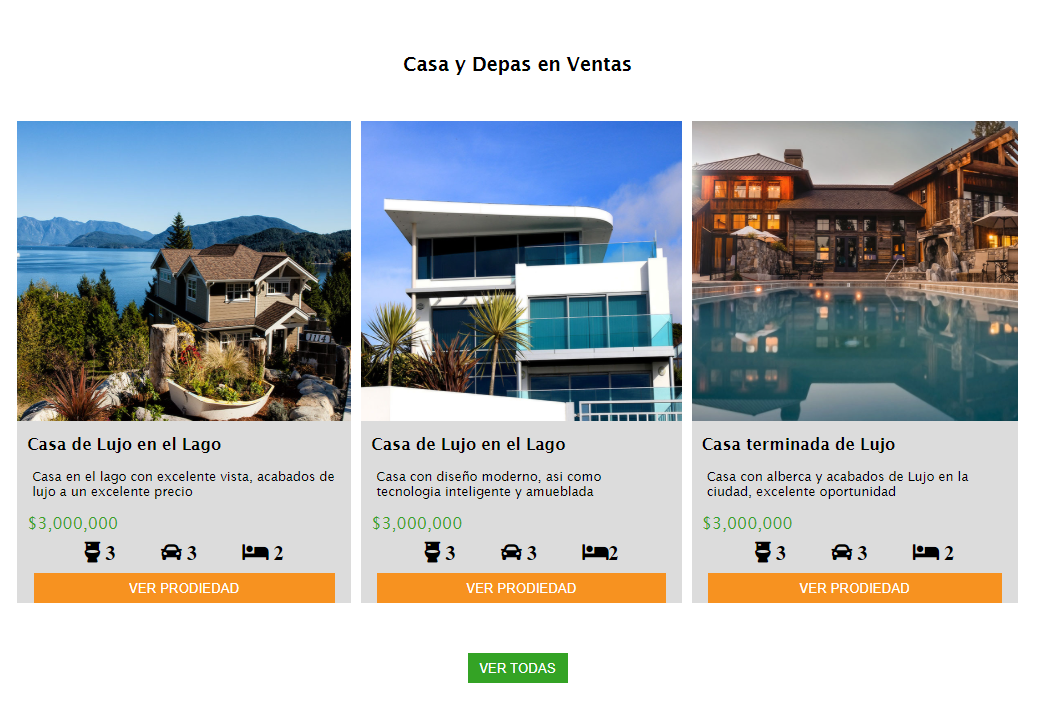 Casa y Depas en Ventas
1114
Casa de Lujo en el Lago
Casa en el lago con excelente vista, acabados de
lujo a un excelente precio
$3,000,000
3 3 2
VER PRODIEDAD
Casa de Lujo en el Lago
Casa con diseño moderno, asi como
tecnologia inteligente y amueblada
$3,000,000
3 3 2
VER PRODIEDAD
Casa terminada de Lujo
Casa con alberca y acabados de Lujo en la
ciudad, excelente oportunidad
$3,000,000
3 3 2
VER PRODIEDAD
VER TODAS